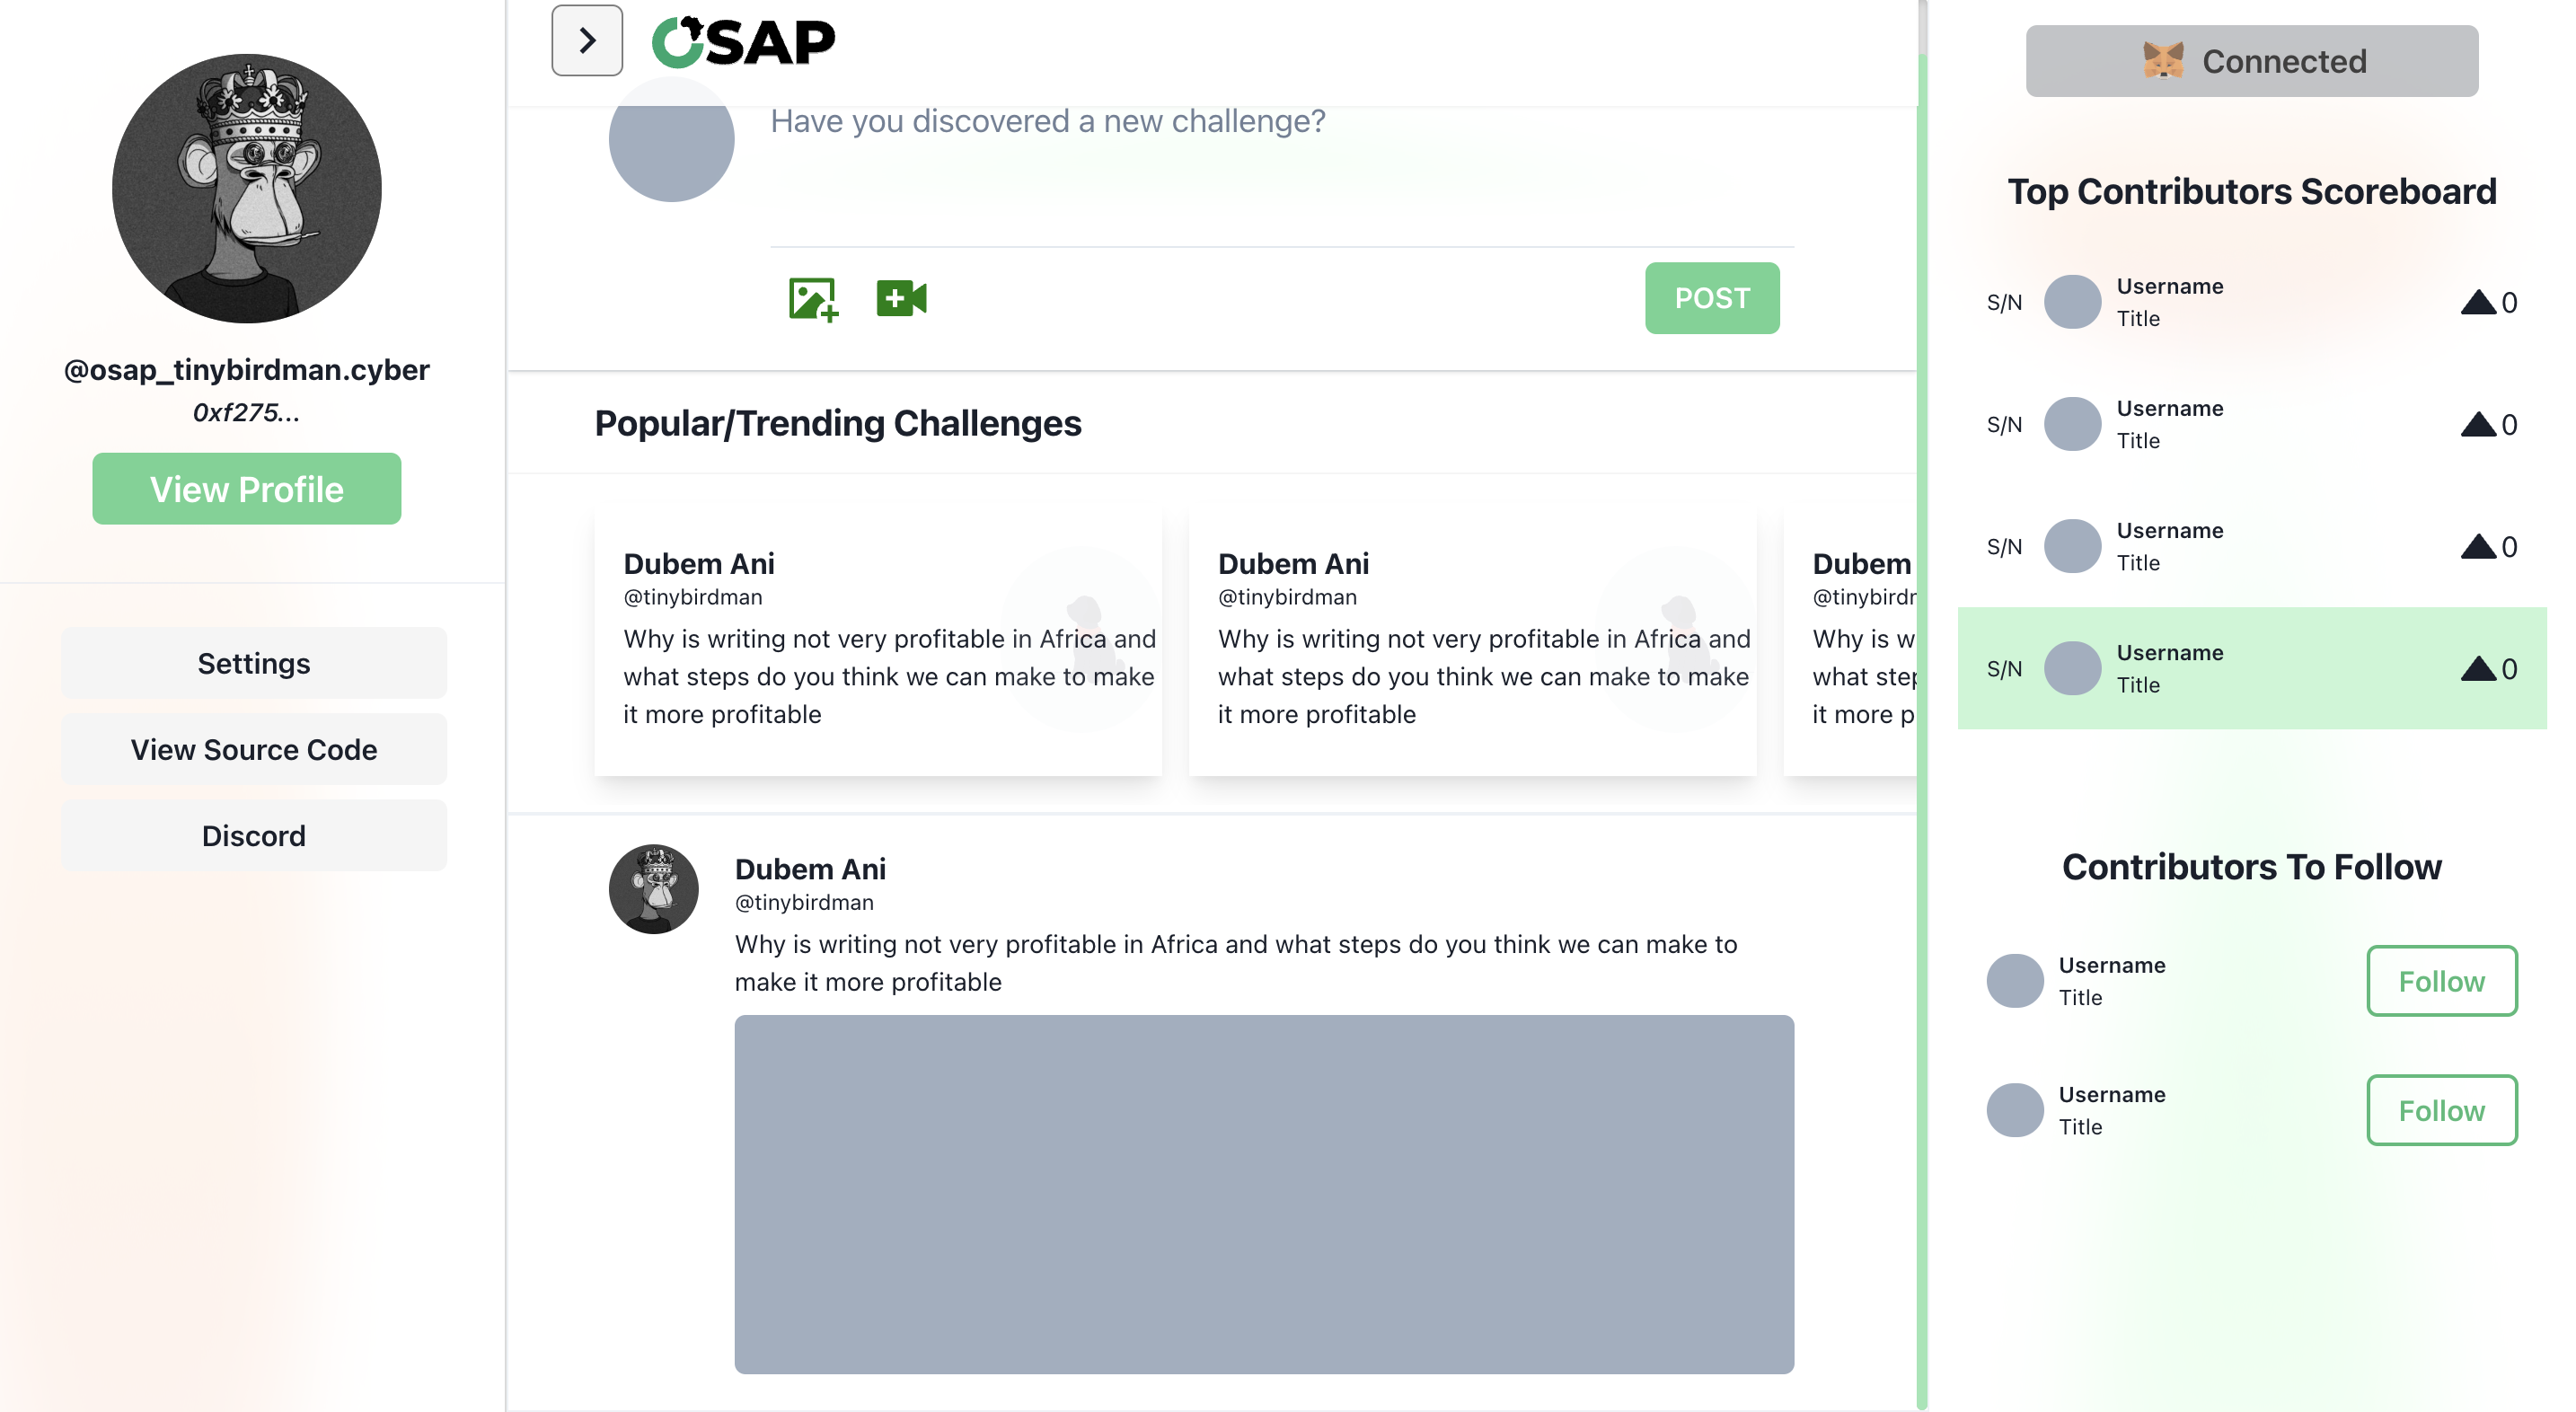 @osap_tinybirdman.cyber
0xf275...
View Profile
Settings
View Source Code
Discord
OSAP
Have you discovered a new challenge?
POST
Popular/Trending Challenges
Dubem Ani
@tinybirdman
Why is writing not very profitable in Africa and
what steps do you think we can make to make
it more profitable
Dubem Ani
@tinybirdman
Why is writing not very profitable in Africa and
what steps do you think we can make to make
it more profitable
Dubem
@tinybirdr
Why is w
what step
it more p
Dubem Ani
@tinybirdman
Why is writing not very profitable in Africa and what steps do you think we can make to
make it more profitable
Connected
Top Contributors Scoreboard
S/N
Username
Title
0
S/N
Username
Title
0
S/N
Username
Title
0
S/N
Username
Title
0
Contributors To Follow
Username
Title
Follow
Username
Title
Follow